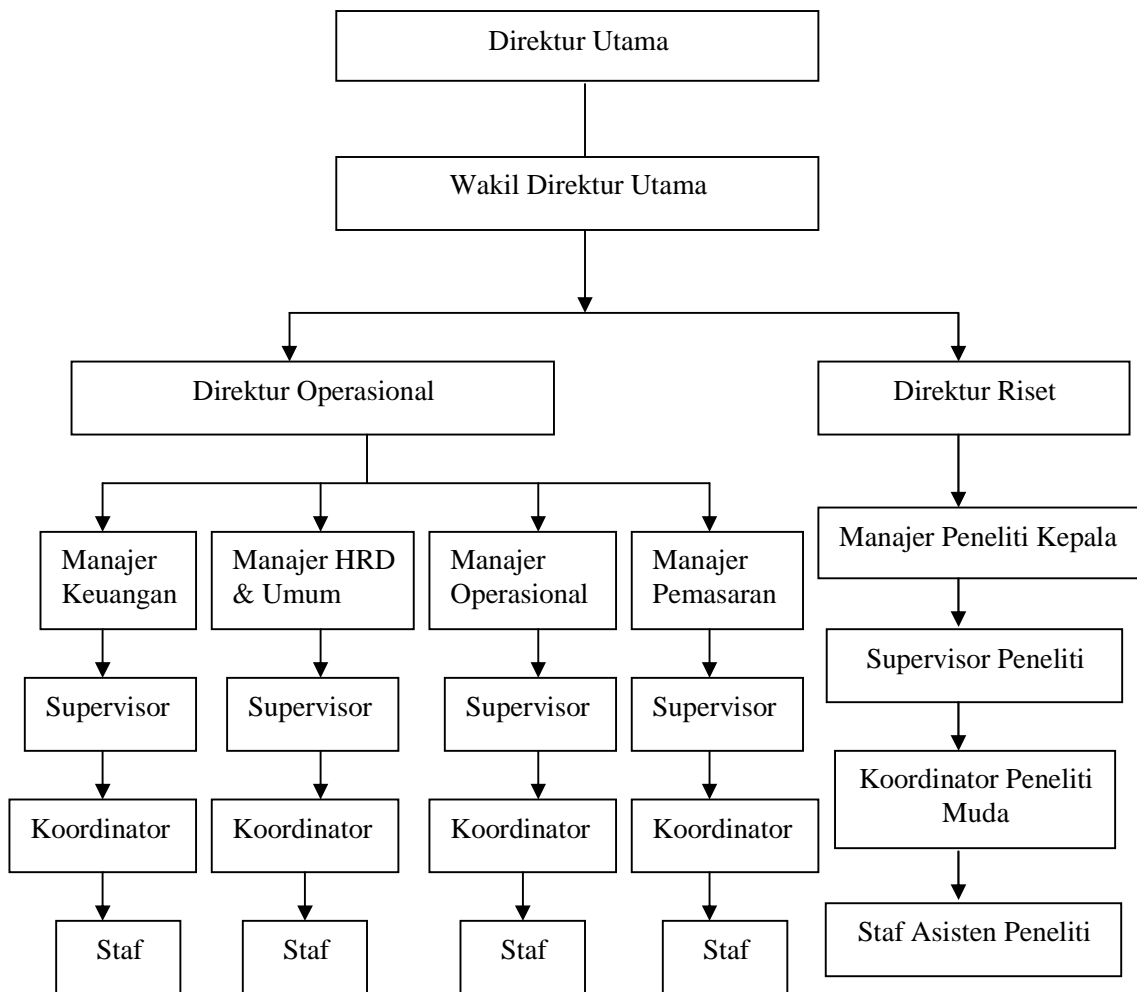 Direktur Utama
Wakil Direktur Utama
Direktur Operasional
Direktur Riset
Manajer
Keuangan
Manajer HRD
& Umum
Manajer
Operasional
Manajer
Pemasaran
Manajer Peneliti Kepala
Supervisor
Supervisor
Supervisor
Supervisor
Supervisor Peneliti
Koordinator
Koordinator
Koordinator
Koordinator
Koordinator Peneliti
Muda
Staf
Staf
Staf
Staf
Staf Asisten Peneliti